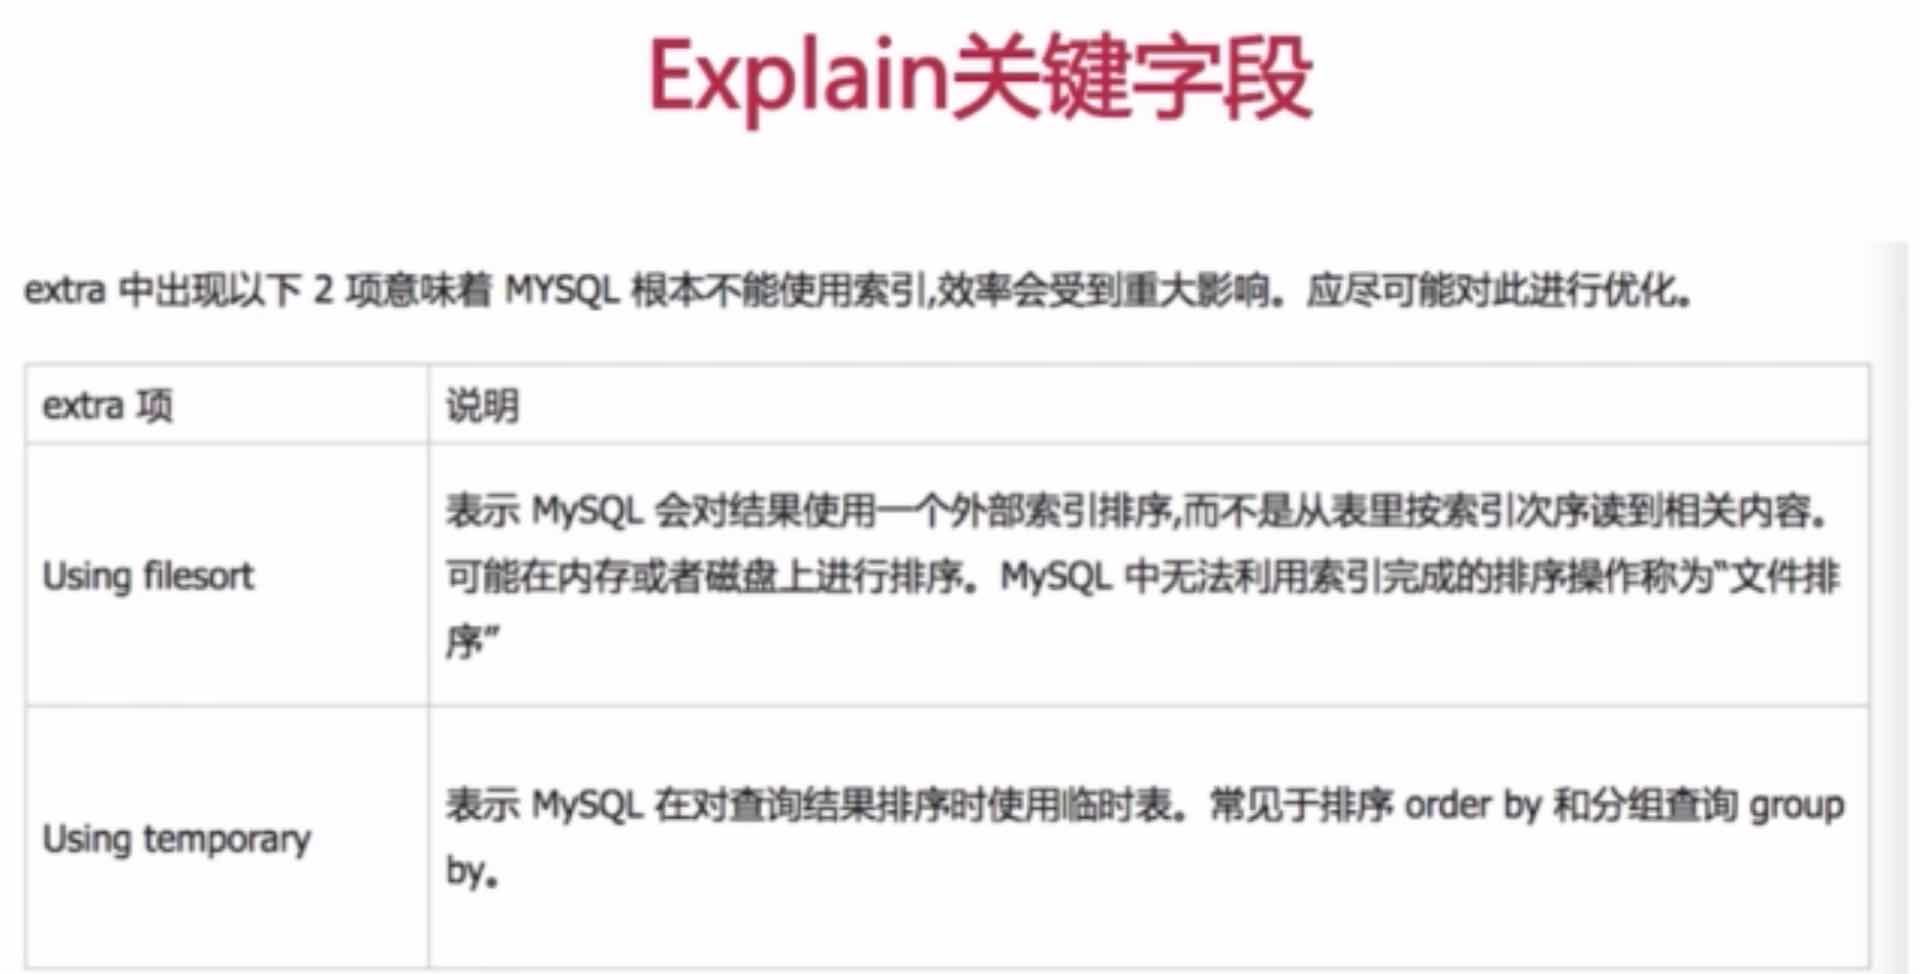 Explain关键字段
extra 中出现以下 2 项意味着 MYSQL 根本不能使用索引,效率会受到重大影响。应尽可能对此进行优化。
extra 项
说明
Using filesort
表示 MySQL 会对结果使用一个外部索引排序,而不是从表里按索引次序读到相关内容。
可能在内存或者磁盘上进行排序。MySQL 中无法利用索引完成的排序操作称为“文件排
序”
Using temporary
表示 MySQL 在对查询结果排序时使用临时表。常见于排序 order by 和分组查询 group
by。